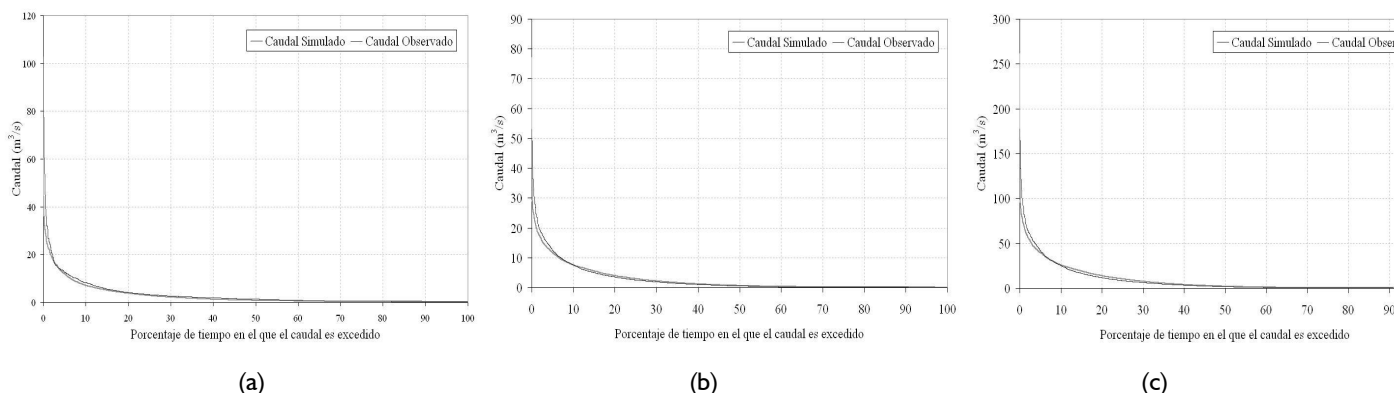 120
100
80
60
40
20
0
Caudal (m³/s)
Caudal Simulado Caudal Observado
0 10 20 30 40 50 60 70 80 90 100
Porcentaje de tiempo en el que el caudal es excedido
(a)
90
80
70
60
50
40
30
20
10
0
Caudal (m³/s)
Caudal Simulado Caudal Observado
0 10 20 30 40 50 60 70 80 90 100
Porcentaje de tiempo en el que el caudal es excedido
(b)
300
250
200
150
100
50
0
Caudal (m³/s)
Caudal Simulado Caudal Obser
0 10 20 30 40 50 60 70 80 90
Porcentaje de tiempo en el que el caudal es excedido
(c)